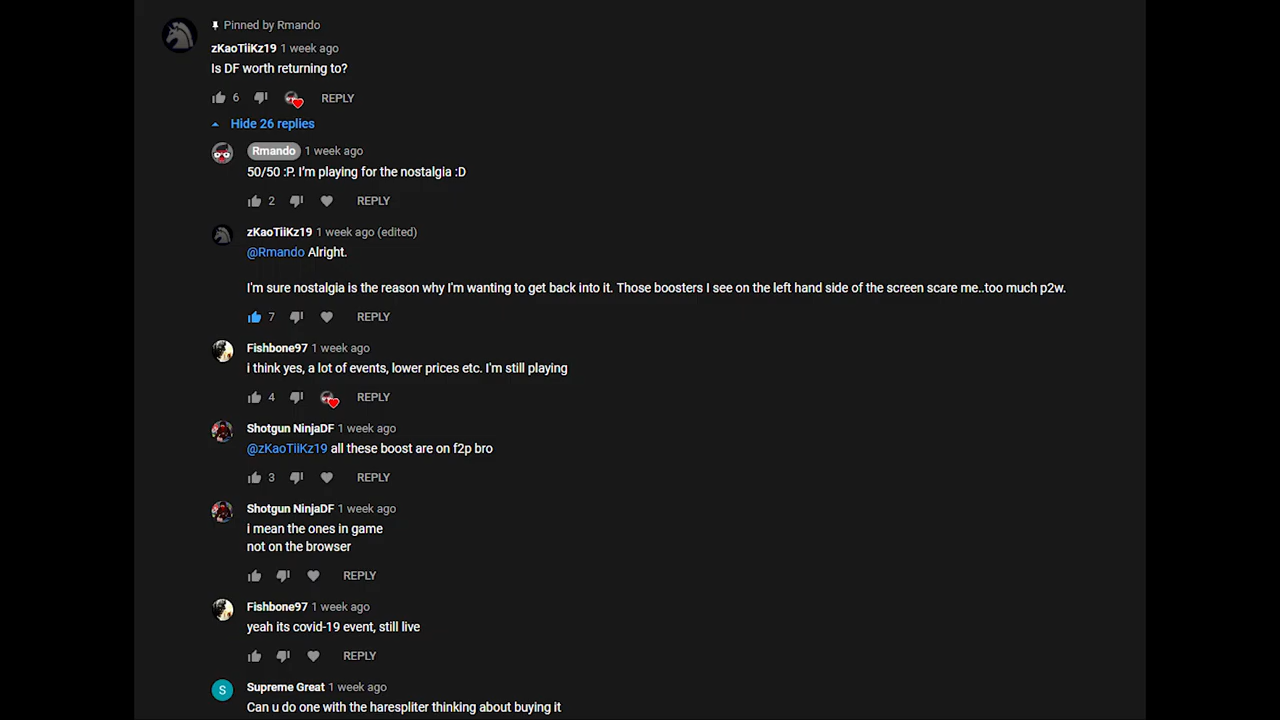 Pinned by Rmando
zKaoTiiKz19 1 week ago
Is DF worth returning to?
6 REPLY
Hide 26 replies
Rmando 1 week ago
50/50 :P. I'm playing for the nostalgia :D
2 REPLY
zKaoTiiKz19 1 week ago (edited)
@Rmando Alright.
I'm sure nostalgia is the reason why I'm wanting to get back into it. Those boosters I see on the left hand side of the screen scare me..too much p2w.
7 REPLY
Fishbone97 1 week ago
i think yes, a lot of events, lower prices etc. I'm still playing
4 REPLY
Shotgun NinjaDF 1 week ago
@zKaoTiiKz19 all these boost are on f2p bro
3 REPLY
Shotgun NinjaDF 1 week ago
i mean the ones in game
not on the browser
REPLY
Fishbone97 1 week ago
yeah its covid-19 event, still live
REPLY
S
Supreme Great 1 week ago
Can u do one with the harespliter thinking about buying it